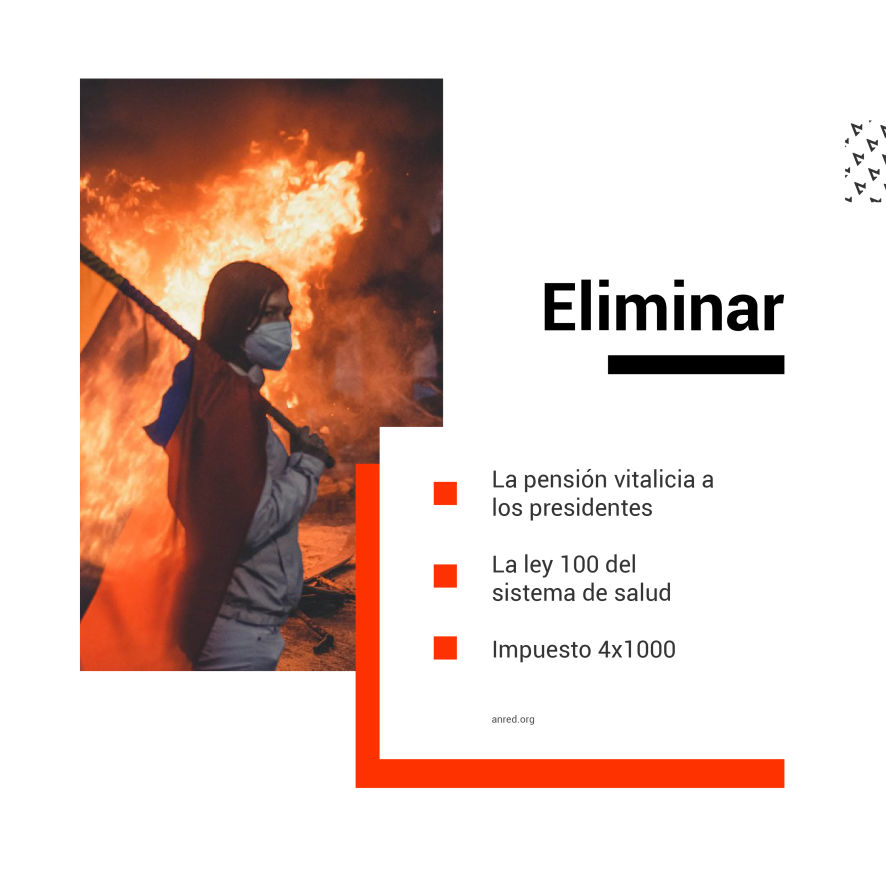 Eliminar
La pensión vitalicia a
los presidentes
La ley 100 del
sistema de salud
Impuesto 4x1000
anred.org